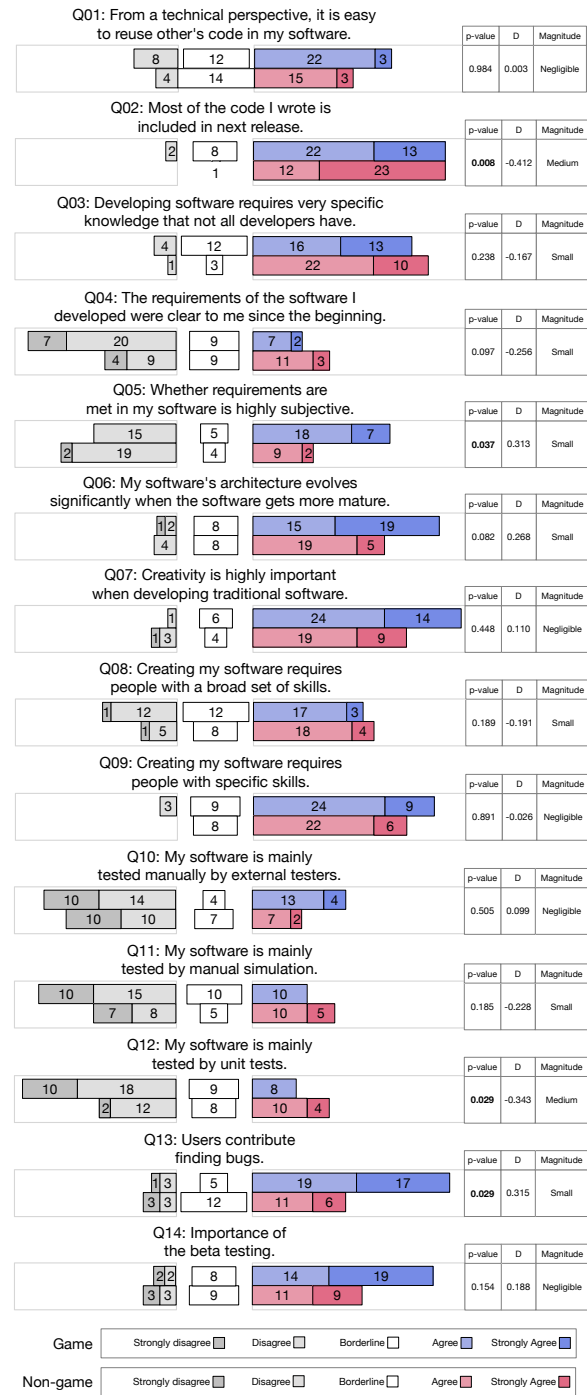 Q01: From a technical perspective, it is easy
to reuse other's code in my software.
8 12 22 3
4 14 15 3
p-value D Magnitude
0.984 0.003 Negligible
Q02: Most of the code I wrote is
included in next release.
2 8 22 13
1 12 23
p-value D Magnitude
0.008 -0.412 Medium
Q03: Developing software requires very specific
knowledge that not all developers have.
4 12 16 13
1 3 22 10
p-value D Magnitude
0.238 -0.167 Small
Q04: The requirements of the software I
developed were clear to me since the beginning.
7 20 9 7 2
4 9 9 11 3
p-value D Magnitude
0.097 -0.256 Small
Q05: Whether requirements are
met in my software is highly subjective.
15 5 18 7
2 19 4 9 2
p-value D Magnitude
0.037 0.313 Small
Q06: My software's architecture evolves
significantly when the software gets more mature.
1 2 8 15 19
4 8 19 5
p-value D Magnitude
0.082 0.268 Small
Q07: Creativity is highly important
when developing traditional software.
1 6 24 14
1 3 4 19 9
p-value D Magnitude
0.448 0.110 Negligible
Q08: Creating my software requires
people with a broad set of skills.
1 12 12 17 3
1 5 8 18 4
p-value D Magnitude
0.189 -0.191 Small
Q09: Creating my software requires
people with specific skills.
3 9 24 9
8 22 6
p-value D Magnitude
0.891 -0.026 Negligible
Q10: My software is mainly
tested manually by external testers.
10 14 4 13 4
10 10 7 7 2
p-value D Magnitude
0.505 0.099 Negligible
Q11: My software is mainly
tested by manual simulation.
10 15 10 10
7 8 5 10 5
p-value D Magnitude
0.185 -0.228 Small
Q12: My software is mainly
tested by unit tests.
10 18 9 8
2 12 8 10 4
p-value D Magnitude
0.029 -0.343 Medium
Q13: Users contribute
finding bugs.
1 3 5 19 17
3 3 12 11 6
p-value D Magnitude
0.029 0.315 Small
Q14: Importance of
the beta testing.
2 2 8 14 19
3 3 9 11 9
p-value D Magnitude
0.154 0.188 Negligible
Game Strongly disagree Disagree Borderline Agree Strongly Agree
Non-game Strongly disagree Disagree Borderline Agree Strongly Agree